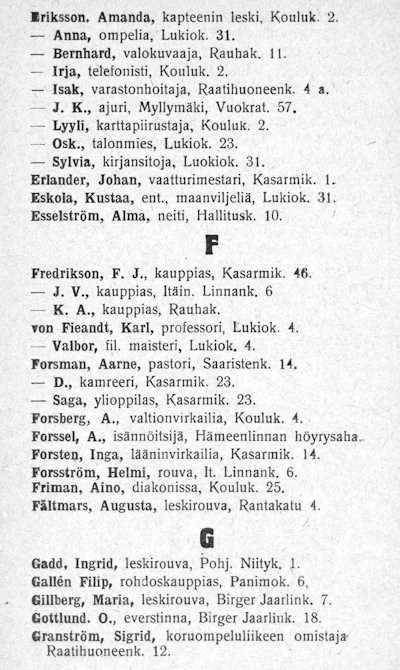 Eriksson, Amanda, kapteenin leski, Kouluk. 2.
— Anna, ompelia, Lukiok. 31.
— Bernhard, valokuvaaja, Rauhak. 11.
— Irja, telefonisti, Kouluk. 2.
— Isak, varastonhoitaja, Raatihuoneenk. 4 a.
— J. K., ajuri, Myllymäki, Vuokrat. 57.
— Lyyli, karttapiirustaja, Kouluk. 2.
— Osk., talonmies, Lukiok. 23.
— Sylvia, kirjansitoja, Luokiok. 31.
Erlander, Johan, vaatturimestari, Kasarmik. 1.
Eskola, Kustaa, ent., maanviljeliä, Lukiok. 31.
Esselström, Alma, neiti, Hallitusk. 10.
F
Fredrikson, F. J., kauppias, Kasarmik. 46.
— J. V., kauppias, Itäin. Linnank. 6
— K. A., kauppias, Rauhak.
von Fieandt, Karl, professori, Lukiok. 4.
— Valbor, fil. maisteri, Lukiok. 4.
Forsman, Aarne, pastori, Saaristenk. 14.
— D., kamreeri, Kasarmik. 23.
— Saga, ylioppilas, Kasarmik. 23.
Forsberg, A., valtionvirkailia, Kouluk. 4.
Forssel, A., isännöitsijä, Hämeenlinnan höyrysaha.
Forsten, Inga, lääninvirkailia, Kasarmik. 14.
Forsström, Helmi, rouva, It. Linnank. 6.
Friman, Aino, diakonissa, Kouluk. 25.
Fältmars, Augusta, leskirouva, Rantakatu 4.
G
Gadd, Ingrid, leskirouva, Pohj. Niityk. 1.
Gallén Filip, rohdoskauppias, Panimok. 6.
Gillberg, Maria, leskirouva, Birger Jaarlink. 7.
Gottlund. O., everstinna, Birger Jaarlink. 18.
Granström, Sigrid, koruompeluliikeen omistaja
Raatihuoneenk. 12.